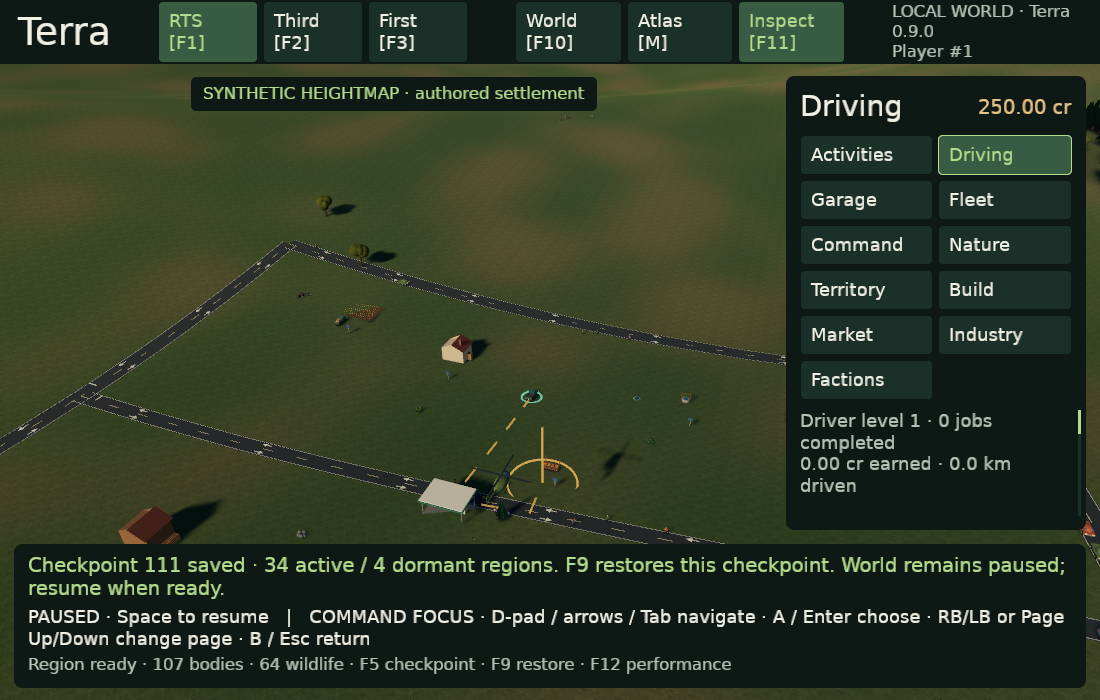 Terra
RTS
[F1]
Third
[F2]
First
[F3]
World
[F10]
Atlas
[M]
Inspect
[F11]
LOCAL WORLD · Terra
0.9.0
Player #1
SYNTHETIC HEIGHTMAP · authored settlement
Driving
250.00 cr
Activities
Driving
Garage
Fleet
Command
Nature
Territory
Build
Market
Industry
Factions
Driver level 1 · 0 jobs
completed
0.00 cr earned · 0.0 km
driven
Checkpoint 111 saved · 34 active / 4 dormant regions. F9 restores this checkpoint. World remains paused;
resume when ready.
PAUSED · Space to resume | COMMAND FOCUS · D-pad / arrows / Tab navigate · A / Enter choose · RB/LB or Page
Up/Down change page · B / Esc return
Region ready · 107 bodies · 64 wildlife · F5 checkpoint · F9 restore · F12 performance